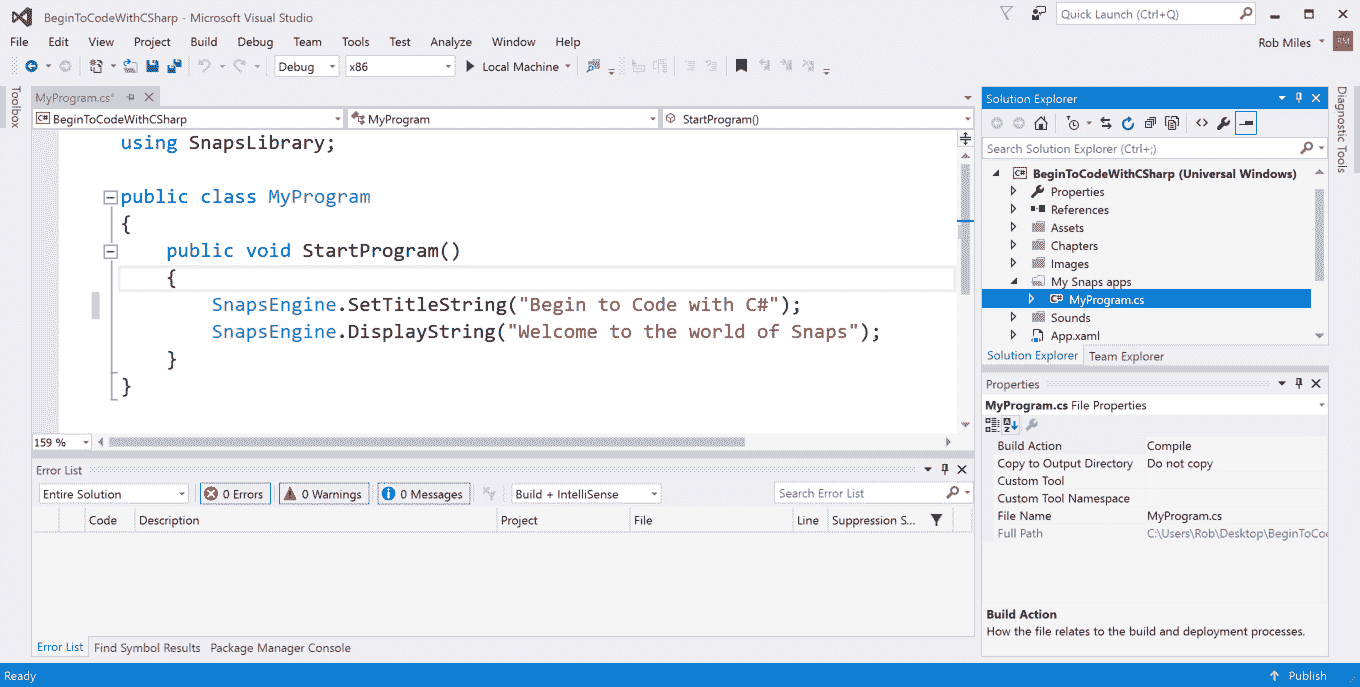 BeginToCodeWithCSharp - Microsoft Visual Studio
Quick Launch (Ctrl+Q)
File Edit View Project Build Debug Team Tools Test Analyze Window Help
Rob Miles RM
Debug x86 Local Machine
Toolbox
MyProgram.cs*
BeginToCodeWithCSharp MyProgram StartProgram()
using SnapsLibrary;
public class MyProgram
{
public void StartProgram()
{
SnapsEngine.SetTitleString("Begin to Code with C#");
SnapsEngine.DisplayString("Welcome to the world of Snaps");
}
}
159 %
Error List
Entire Solution 0 Errors 0 Warnings 0 Messages Build + IntelliSense Search Error List
Code Description Project File Line Suppression S...
Error List Find Symbol Results Package Manager Console
Solution Explorer
Search Solution Explorer (Ctrl+;)
C# BeginToCodeWithCSharp (Universal Windows)
Properties
References
Assets
Chapters
Images
My Snaps apps
C# MyProgram.cs
Sounds
App.xaml
Solution Explorer Team Explorer
Properties
MyProgram.cs File Properties
Build Action Compile
Copy to Output Directory Do not copy
Custom Tool
Custom Tool Namespace
File Name MyProgram.cs
Full Path C:\Users\Rob\Desktop\BeginToCo
Build Action
How the file relates to the build and deployment processes.
Diagnostic Tools
Ready
Publish